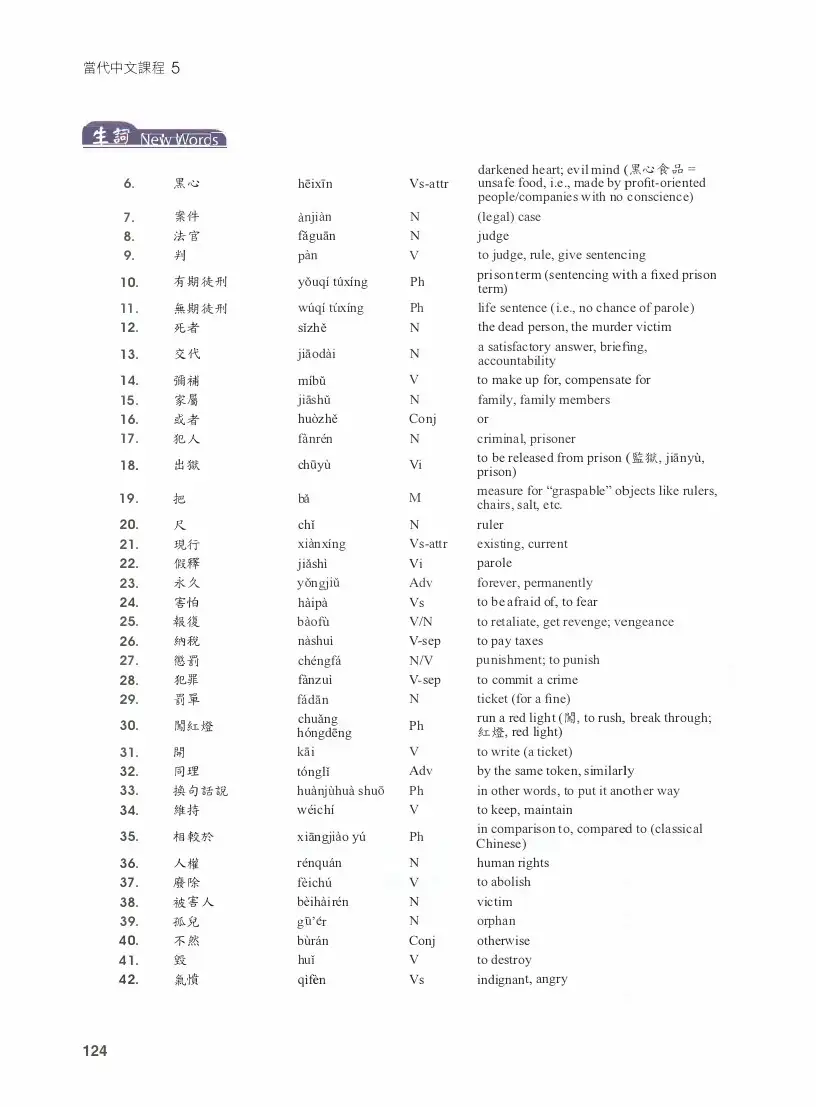 當代中文課程 5
生詞 New Words
6. 黑心 hēixīn Vs-attr darkened heart; evil mind (黑心食品 =
unsafe food, i.e., made by profit-oriented
people/companies with no conscience)
7. 案件 ànjiàn N (legal) case
8. 法官 fǎguān N judge
9. 判 pàn V to judge, rule, give sentencing
10. 有期徒刑 yǒuqí túxíng Ph prison term (sentencing with a fixed prison
term)
11. 無期徒刑 wúqí túxíng Ph life sentence (i.e., no chance of parole)
12. 死者 sǐzhě N the dead person, the murder victim
13. 交代 jiāodài N a satisfactory answer, briefing,
accountability
14. 彌補 míbǔ V to make up for, compensate for
15. 家屬 jiāshǔ N family, family members
16. 或者 huòzhě Conj or
17. 犯人 fànrén N criminal, prisoner
18. 出獄 chūyù Vi to be released from prison (監獄, jiānyù,
prison)
19. 把 bǎ M measure for “graspable” objects like rulers,
chairs, salt, etc.
20. 尺 chǐ N ruler
21. 現行 xiànxíng Vs-attr existing, current
22. 假釋 jiǎshì Vi parole
23. 永久 yǒngjiǔ Adv forever, permanently
24. 害怕 hàipà Vs to be afraid of, to fear
25. 報復 bàofù V/N to retaliate, get revenge; vengeance
26. 納稅 nàshuì V-sep to pay taxes
27. 懲罰 chéngfá N/V punishment; to punish
28. 犯罪 fànzuì V-sep to commit a crime
29. 罰單 fádān N ticket (for a fine)
30. 闖紅燈 chuǎng hóngdēng Ph run a red light (闖, to rush, break through;
紅燈, red light)
31. 開 kāi V to write (a ticket)
32. 同理 tónglǐ Adv by the same token, similarly
33. 換句話說 huànjùhuà shuō Ph in other words, to put it another way
34. 維持 wéichí V to keep, maintain
35. 相較於 xiāngjiào yú Ph in comparison to, compared to (classical
Chinese)
36. 人權 rénquán N human rights
37. 廢除 fèichú V to abolish
38. 被害人 bèihàirén N victim
39. 孤兒 gū’ér N orphan
40. 不然 bùrán Conj otherwise
41. 毀 huǐ V to destroy
42. 氣憤 qìfèn Vs indignant, angry
124